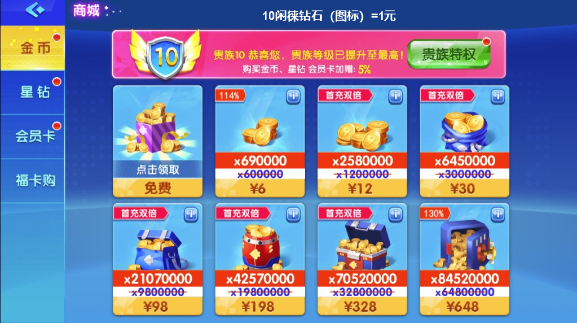 商城
10闲徕钻石（图标）=1元
金币
星钻
会员卡
福卡购
10
贵族10 恭喜您，贵族等级已提升至最高！
购买金币、星钻 会员卡加赠: 5%
贵族特权
点击领取
免费
114%
x690000
x600000
¥6
首充双倍
x2580000
x1200000
¥12
首充双倍
x6450000
x3000000
¥30
首充双倍
x21070000
x9800000
¥98
首充双倍
x42570000
x19800000
¥198
首充双倍
x70520000
x32800000
¥328
130%
x84520000
x64800000
¥648